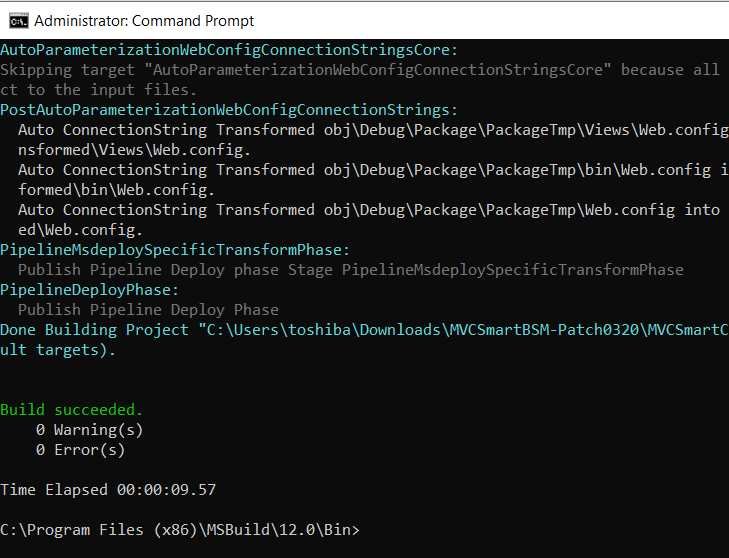 Administrator: Command Prompt
AutoParameterizationWebConfigConnectionStringsCore:
Skipping target "AutoParameterizationWebConfigConnectionStringsCore" because all
ct to the input files.
PostAutoParameterizationWebConfigConnectionStrings:
Auto ConnectionString Transformed obj\Debug\Package\PackageTmp\Views\Web.config
nsformed\Views\Web.config.
Auto ConnectionString Transformed obj\Debug\Package\PackageTmp\bin\Web.config i
formed\bin\Web.config.
Auto ConnectionString Transformed obj\Debug\Package\PackageTmp\Web.config into
ed\Web.config.
PipelineMsdeploySpecificTransformPhase:
Publish Pipeline Deploy phase Stage PipelineMsdeploySpecificTransformPhase
PipelineDeployPhase:
Publish Pipeline Deploy Phase
Done Building Project "C:\Users\toshiba\Downloads\MVCSmartBSM-Patch0320\MVCSmartC
ult targets).
Build succeeded.
0 Warning(s)
0 Error(s)
Time Elapsed 00:00:09.57
C:\Program Files (x86)\MSBuild\12.0\Bin>